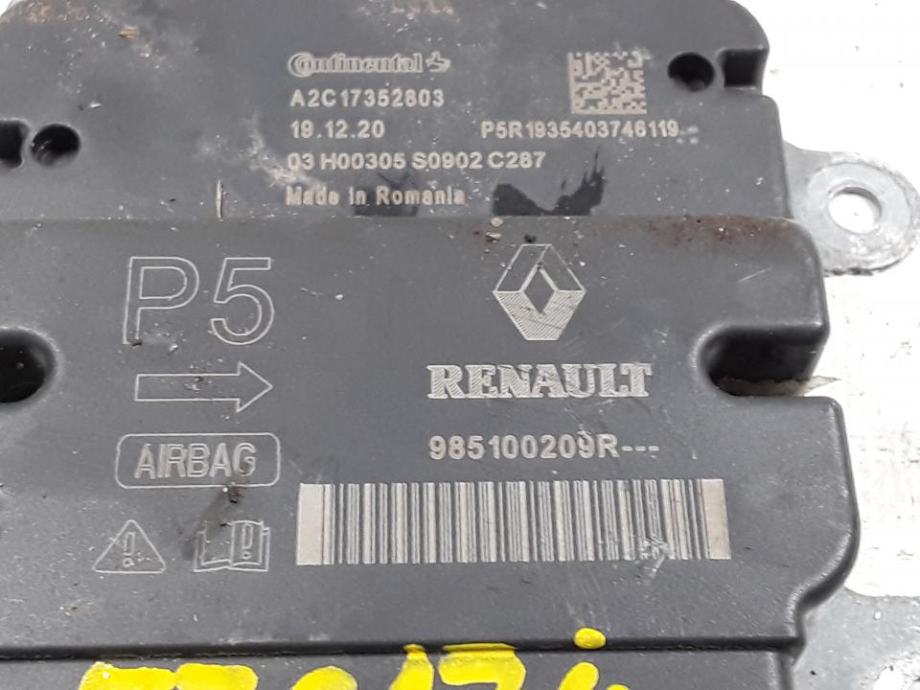 Continental
A2C17352803
19.12.20 P5R1935403746119--
03 H00305 S0902 C287
Made in Romania
P5
RENAULT
985100209R---
AIRBAG